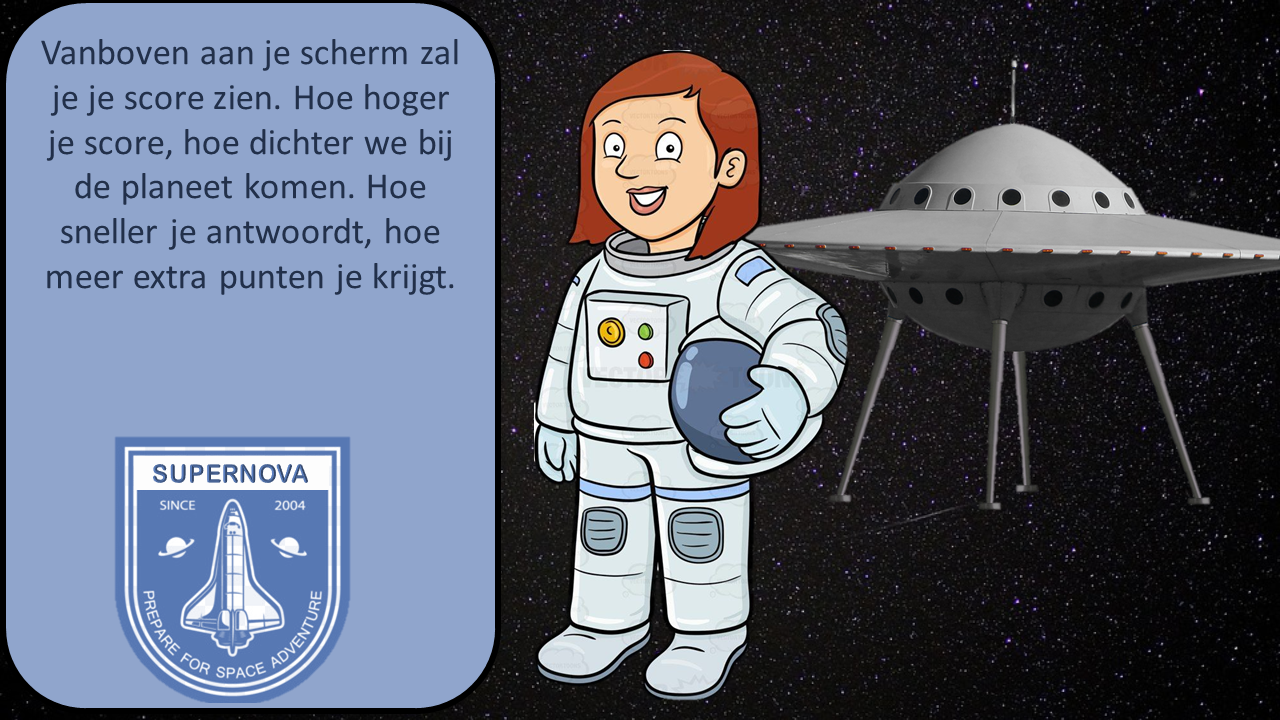 Vanboven aan je scherm zal
je je score zien. Hoe hoger
je score, hoe dichter we bij
de planeet komen. Hoe
sneller je antwoordt, hoe
meer extra punten je krijgt.
SUPERNOVA
SINCE 2004
PREPARE FOR SPACE ADVENTURE